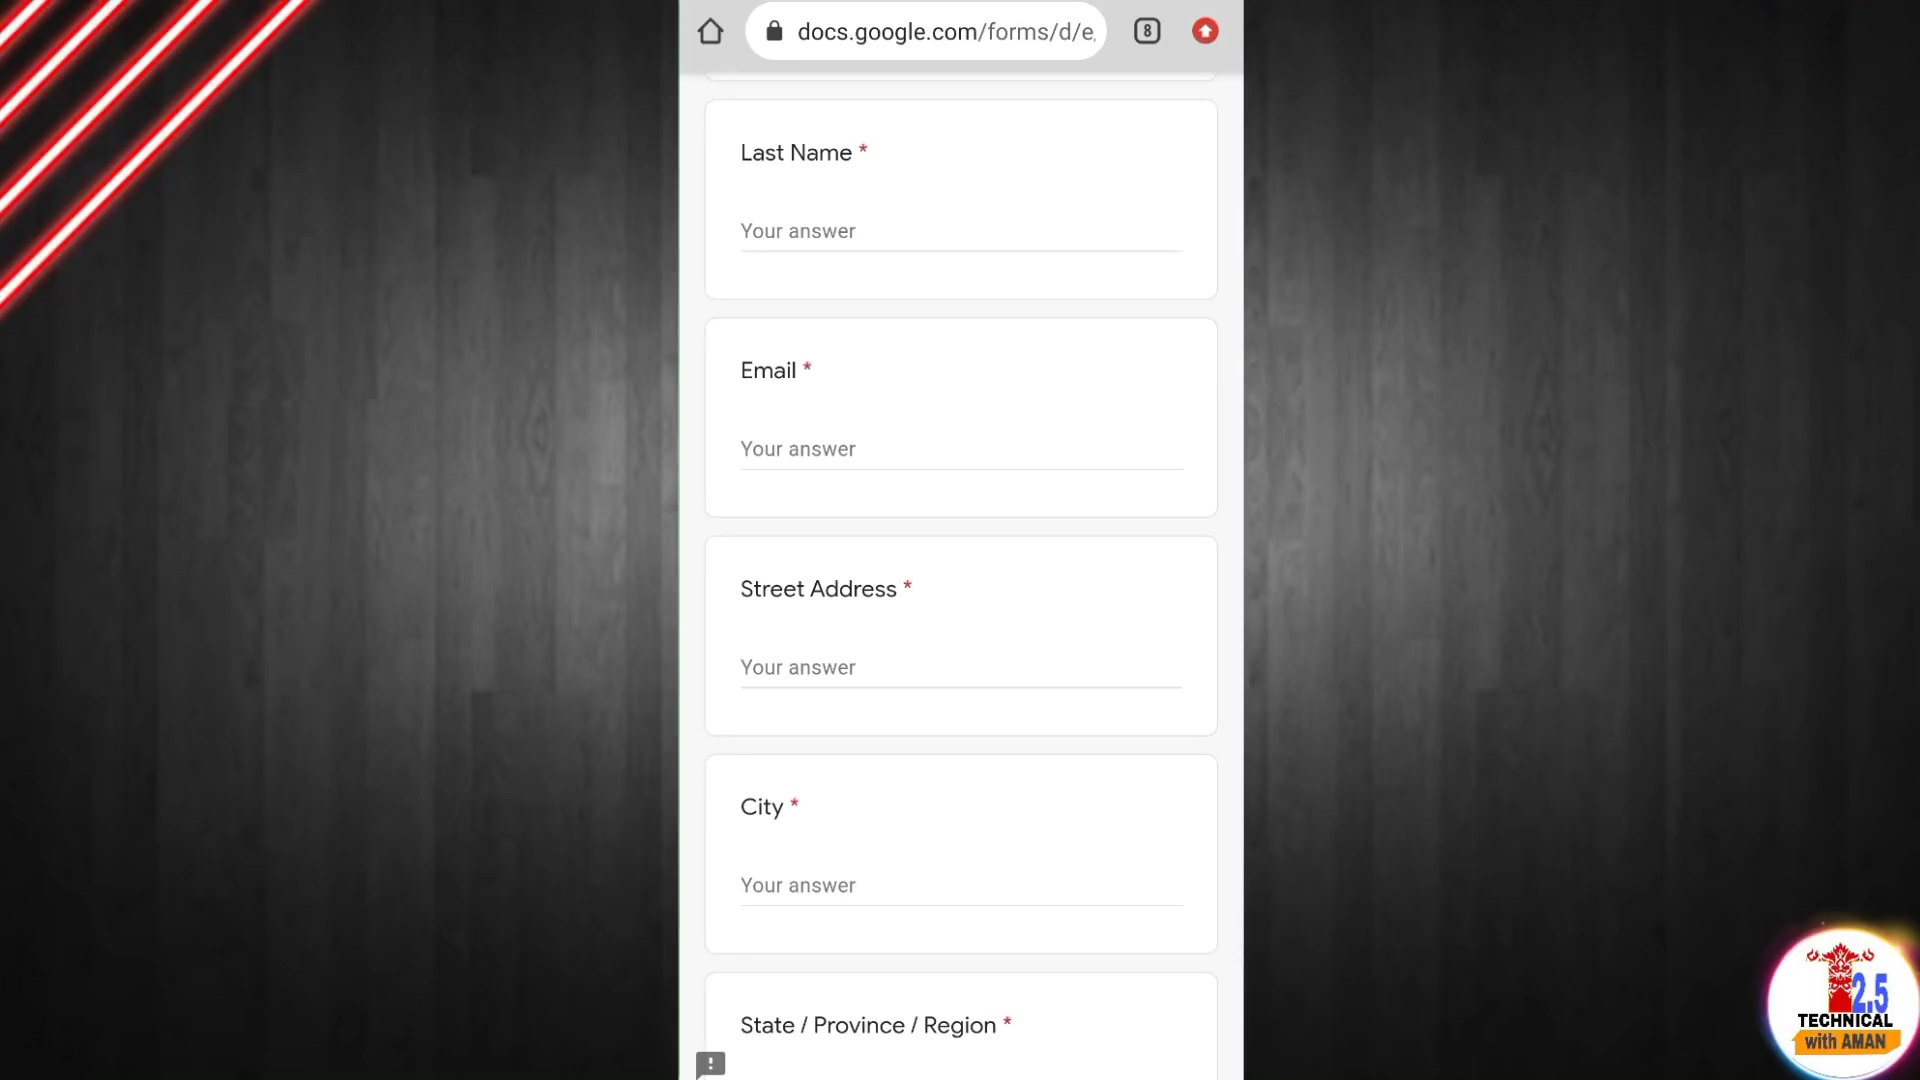 docs.google.com/forms/d/e
8
Last Name *
Your answer
Email *
Your answer
Street Address *
Your answer
City *
Your answer
State / Province / Region *
2.5
TECHNICAL
with AMAN